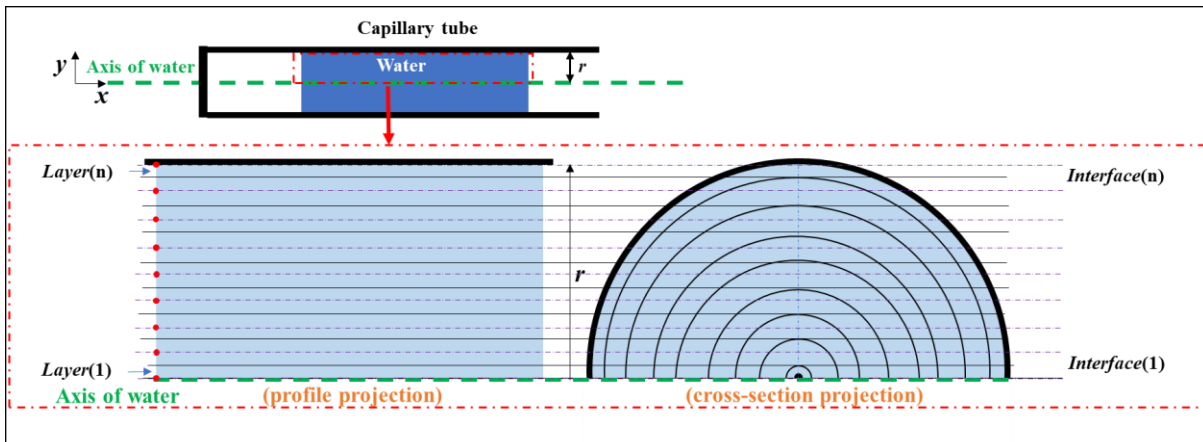 Capillary tube
y
Axis of water
Water
r
x
Layer(n)
Interface(n)
r
Layer(1)
Interface(1)
Axis of water
(profile projection)
(cross-section projection)